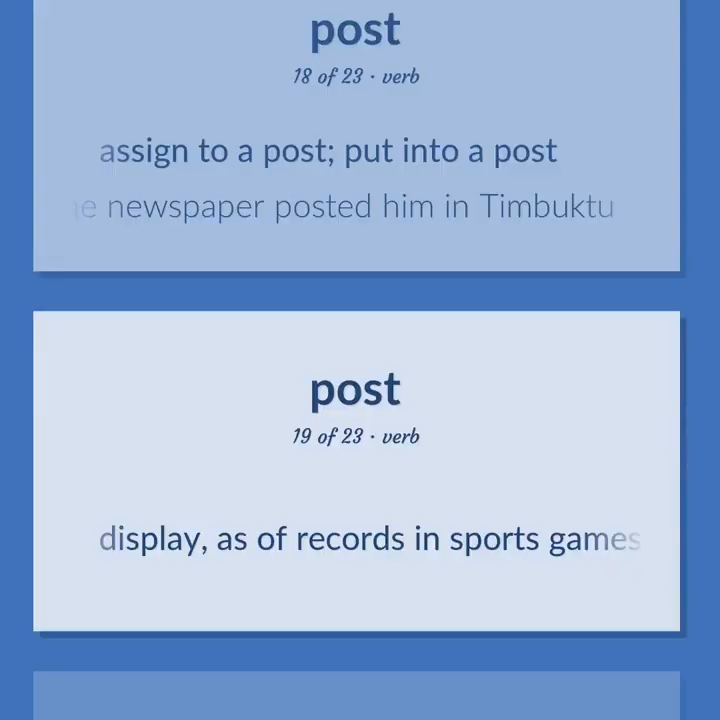 post
18 of 23 · verb
assign to a post; put into a post
newspaper posted him in Timbuktu
post
19 of 23 · verb
display, as of records in sports games